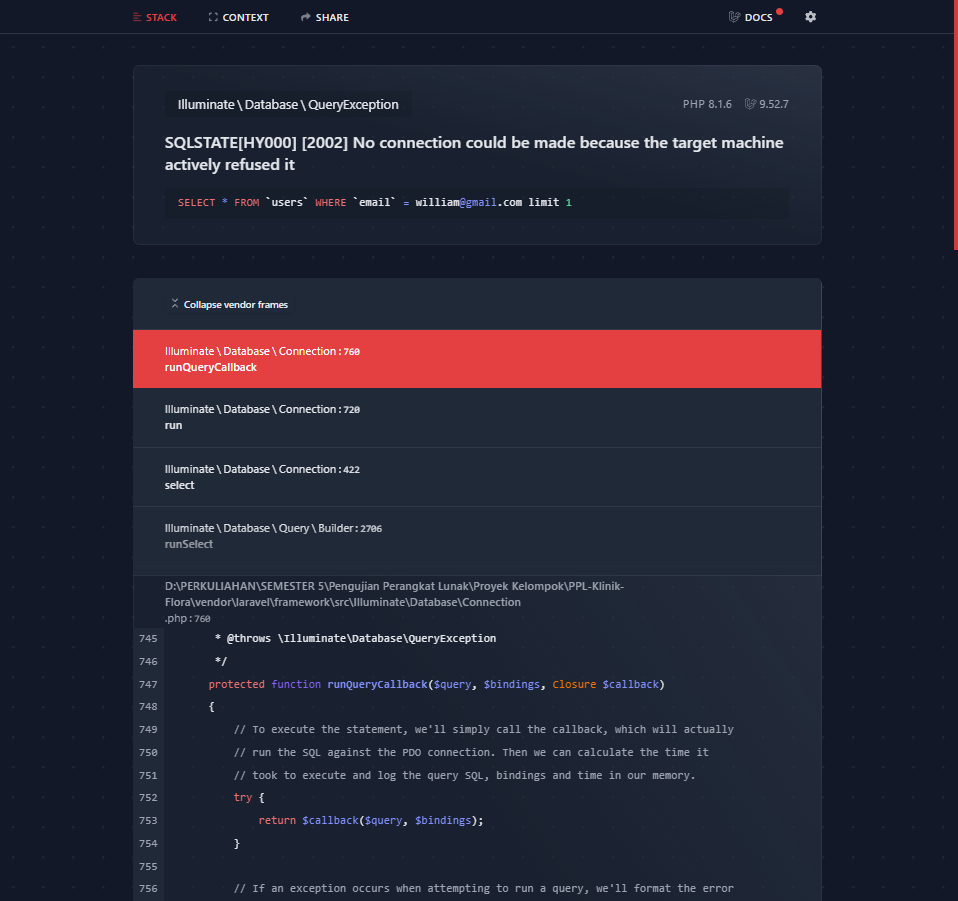 STACK CONTEXT SHARE DOCS
Illuminate\Database\QueryException PHP 8.1.6 9.52.7
SQLSTATE[HY000] [2002] No connection could be made because the target machine
actively refused it
SELECT * FROM `users` WHERE `email` = william@gmail.com limit 1
Collapse vendor frames
Illuminate\Database\Connection:760
runQueryCallback
Illuminate\Database\Connection:720
run
Illuminate\Database\Connection:422
select
Illuminate\Database\Query\Builder:2706
runSelect
D:\PERKULIAHAN\SEMESTER 5\Pengujian Perangkat Lunak\Proyek Kelompok\PPL-Klinik-
Flora\vendor\laravel\framework\src\Illuminate\Database\Connection
.php:760
745 * @throws \Illuminate\Database\QueryException
746 */
747 protected function runQueryCallback($query, $bindings, Closure $callback)
748 {
749 // To execute the statement, we'll simply call the callback, which will actually
750 // run the SQL against the PDO connection. Then we can calculate the time it
751 // took to execute and log the query SQL, bindings and time in our memory.
752 try {
753 return $callback($query, $bindings);
754 }
755
756 // If an exception occurs when attempting to run a query, we'll format the error